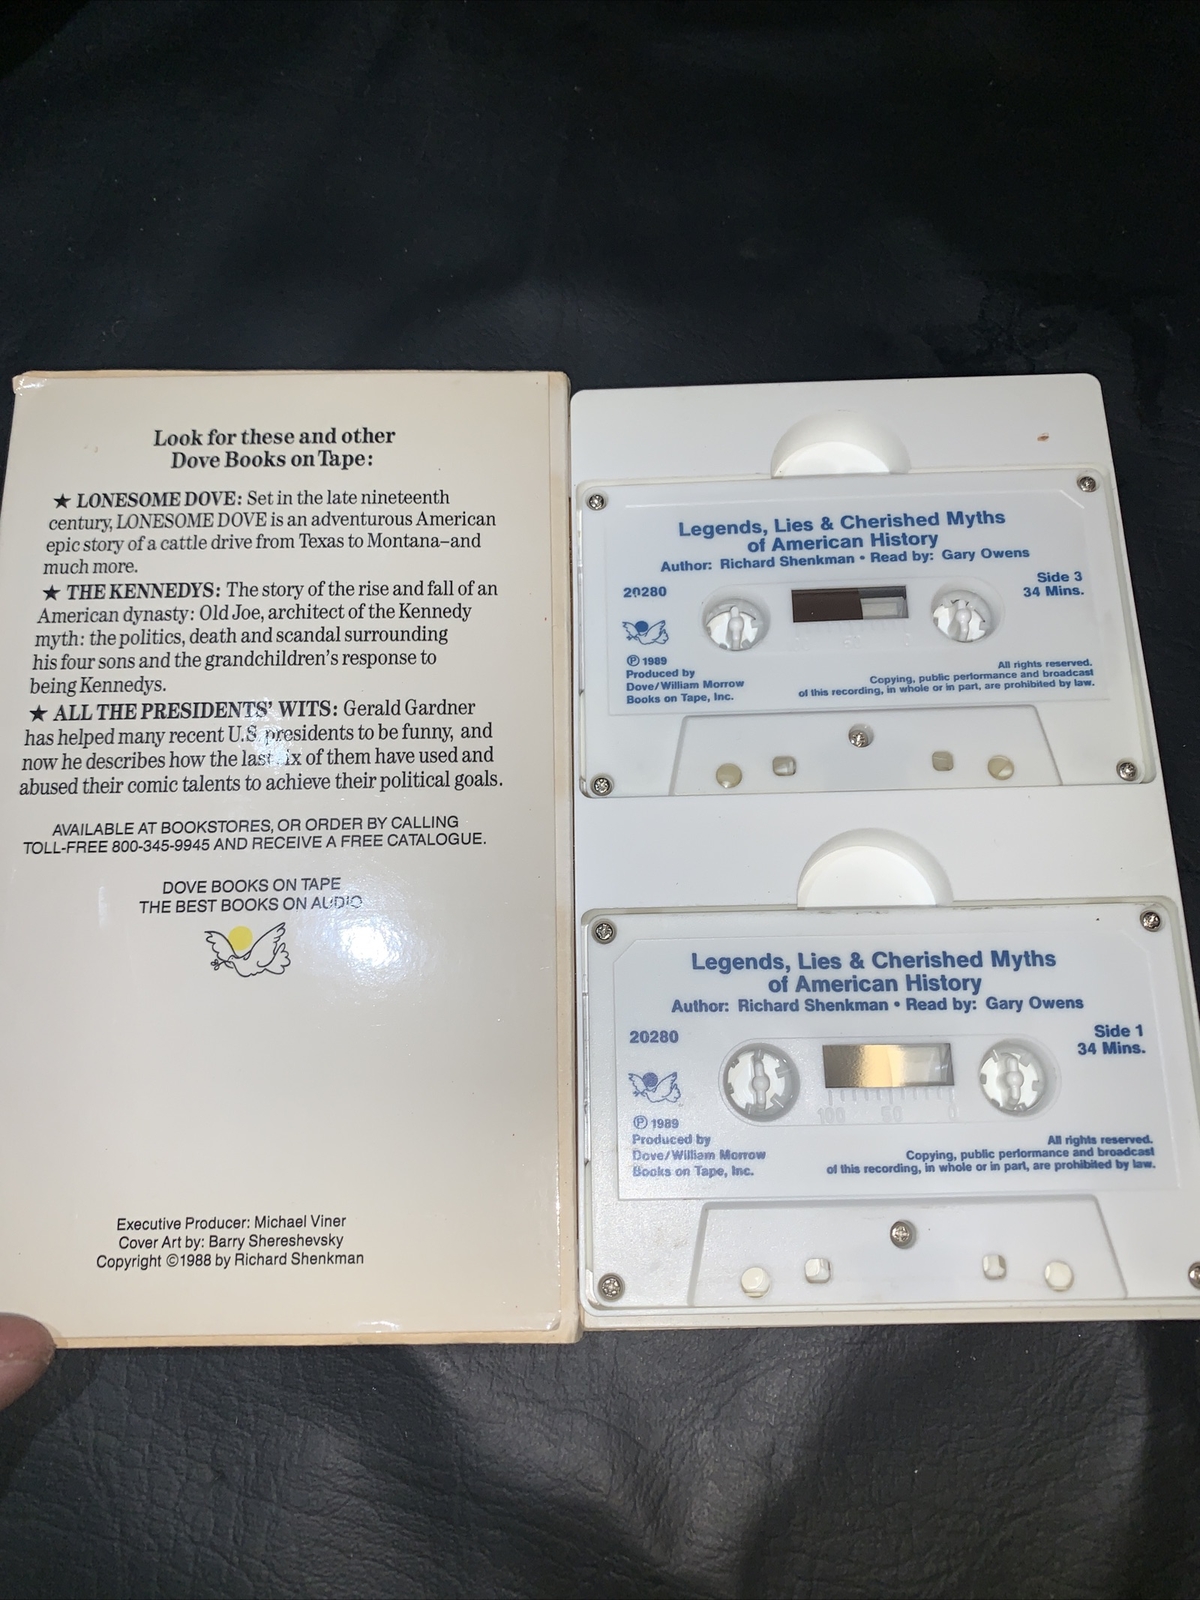 Look for these and other
Dove Books on Tape:
★ LONESOME DOVE: Set in the late nineteenth
century, LONESOME DOVE is an adventurous American
epic story of a cattle drive from Texas to Montana–and
much more.
★ THE KENNEDYS: The story of the rise and fall of an
American dynasty: Old Joe, architect of the Kennedy
myth: the politics, death and scandal surrounding
his four sons and the grandchildren's response to
being Kennedys.
★ ALL THE PRESIDENTS' WITS: Gerald Gardner
has helped many recent U.S. presidents to be funny, and
now he describes how the last six of them have used and
abused their comic talents to achieve their political goals.
AVAILABLE AT BOOKSTORES, OR ORDER BY CALLING
TOLL-FREE 800-345-9945 AND RECEIVE A FREE CATALOGUE.
DOVE BOOKS ON TAPE
THE BEST BOOKS ON AUDIO
Executive Producer: Michael Viner
Cover Art by: Barry Shereshevsky
Copyright ©1988 by Richard Shenkman
Legends, Lies & Cherished Myths
of American History
Author: Richard Shenkman • Read by: Gary Owens
20280
Side 3
34 Mins.
℗ 1989
Produced by
Dove/William Morrow
Books on Tape, Inc.
All rights reserved.
Copying, public performance and broadcast
of this recording, in whole or in part, are prohibited by law.
Legends, Lies & Cherished Myths
of American History
Author: Richard Shenkman • Read by: Gary Owens
20280
Side 1
34 Mins.
100 50 0
℗ 1989
Produced by
Dove/William Morrow
Books on Tape, Inc.
All rights reserved.
Copying, public performance and broadcast
of this recording, in whole or in part, are prohibited by law.